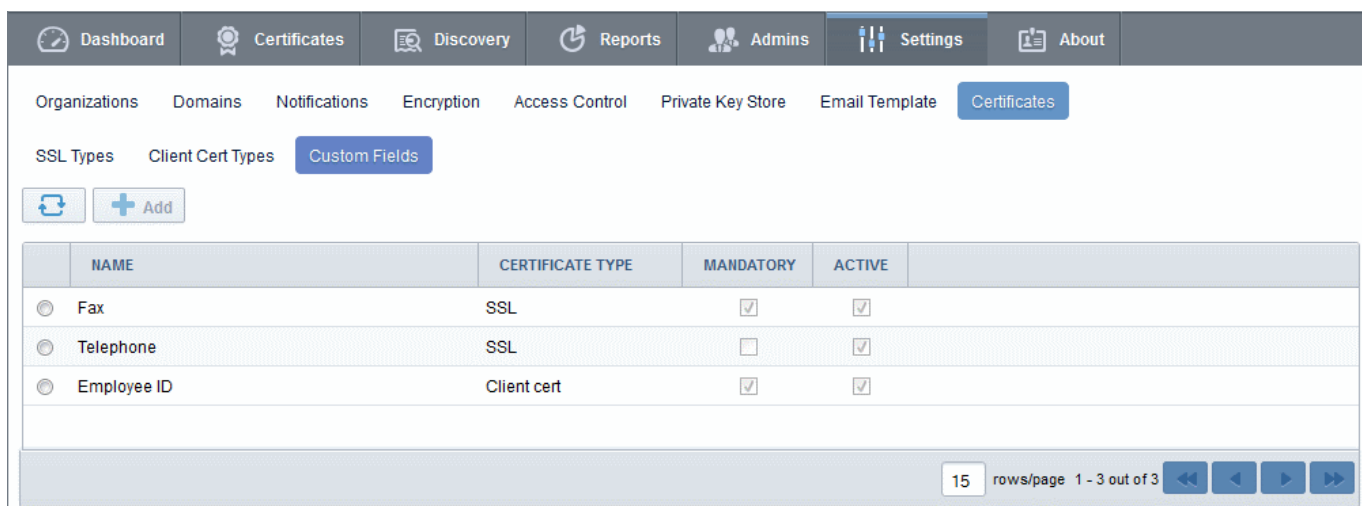 Dashboard Certificates Discovery Reports Admins Settings About
Organizations Domains Notifications Encryption Access Control Private Key Store Email Template Certificates
SSL Types Client Cert Types Custom Fields
Add
NAME CERTIFICATE TYPE MANDATORY ACTIVE
Fax SSL
Telephone SSL
Employee ID Client cert
15 rows/page 1 - 3 out of 3